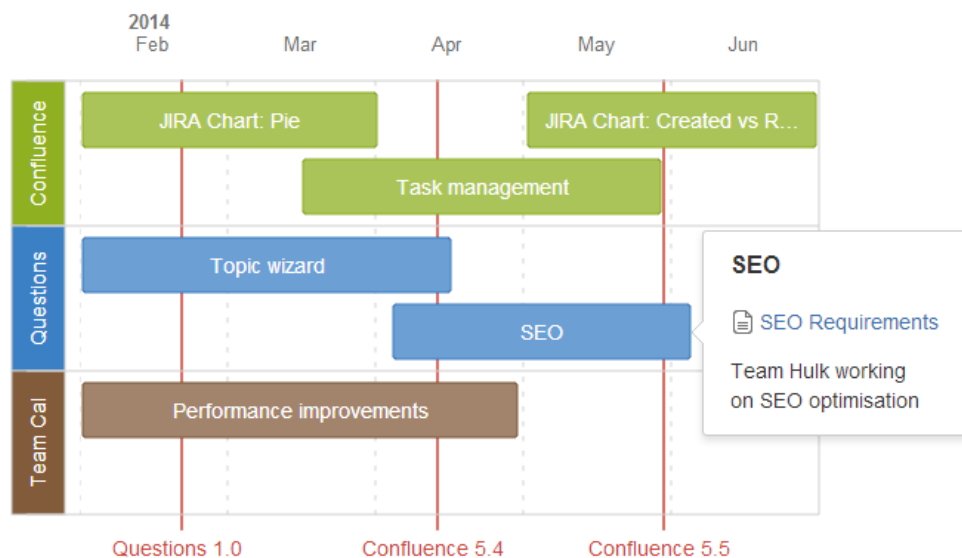 2014
Feb
Mar
Apr
May
Jun
Confluence
JIRA Chart: Pie
JIRA Chart: Created vs R...
Task management
Questions
Topic wizard
SEO
SEO
SEO Requirements
Team Hulk working
on SEO optimisation
Team Cal
Performance improvements
Questions 1.0
Confluence 5.4
Confluence 5.5